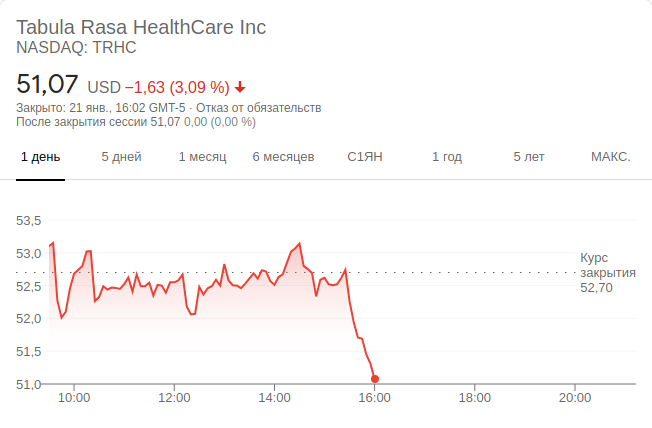 Tabula Rasa HealthCare Inc
NASDAQ: TRHC
51,07 USD −1,63 (3,09 %)
Закрыто: 21 янв., 16:02 GMT-5 · Отказ от обязательств
После закрытия сессии 51,07 0,00 (0,00 %)
1 день 5 дней 1 месяц 6 месяцев С1ЯН 1 год 5 лет МАКС.
53,5
53,0
52,5
52,0
51,5
51,0
Курс
закрытия
52,70
10:00 12:00 14:00 16:00 18:00 20:00